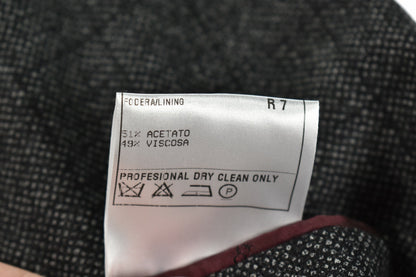 FODERA/LINING R 7
51% ACETATO
49% VISCOSA
PROFESIONAL DRY CLEAN ONLY
P